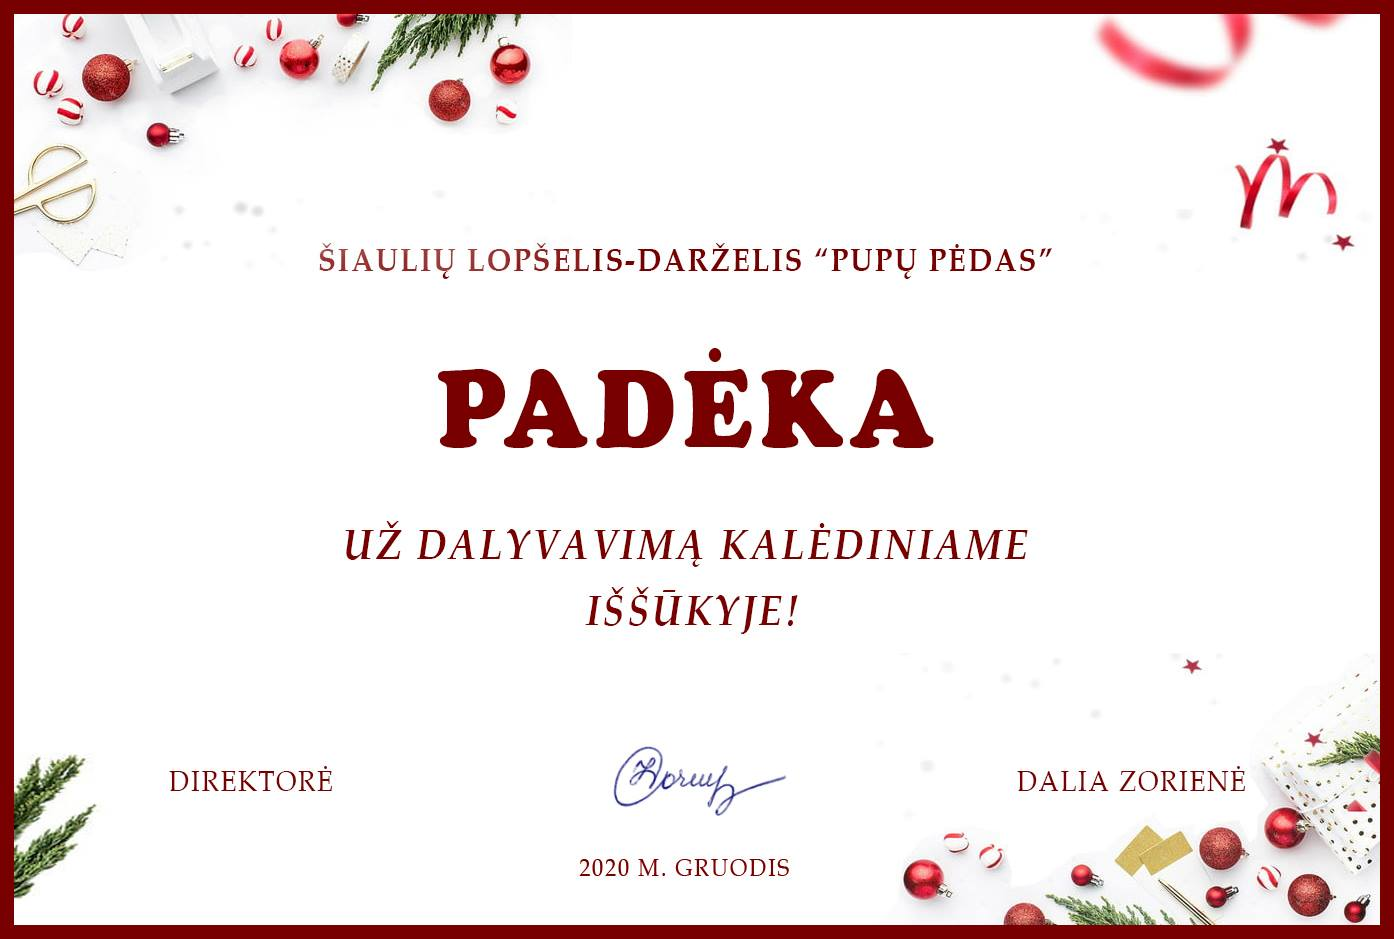 ŠIAULIŲ LOPŠELIS-DARŽELIS “PUPŲ PĖDAS”
PADĖKA
UŽ DALYVAVIMĄ KALĖDINIAME
IŠŠŪKYJE!
DIREKTORĖ
DALIA ZORIENĖ
2020 M. GRUODIS